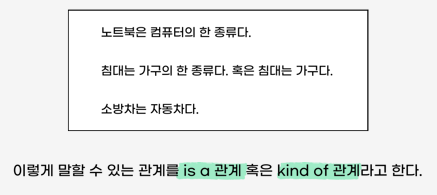 노트북은 컴퓨터의 한 종류다.
침대는 가구의 한 종류다. 혹은 침대는 가구다.
소방차는 자동차다.
이렇게 말할 수 있는 관계를 is a 관계 혹은 kind of 관계라고 한다.